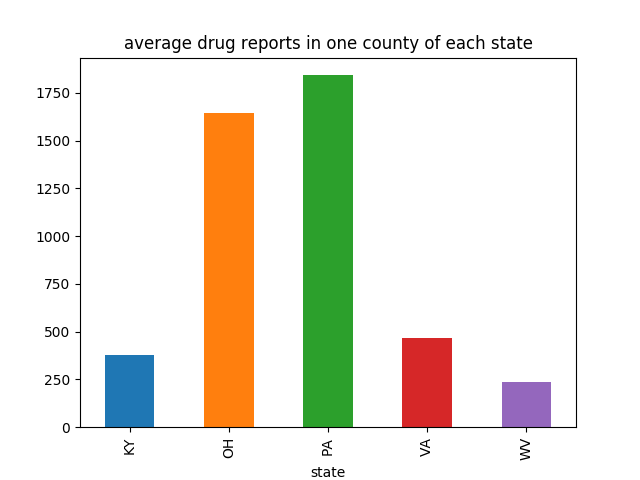 average drug reports in one county of each state
1750
1500
1250
1000
750
500
250
0
KY
OH
PA
VA
WV
state